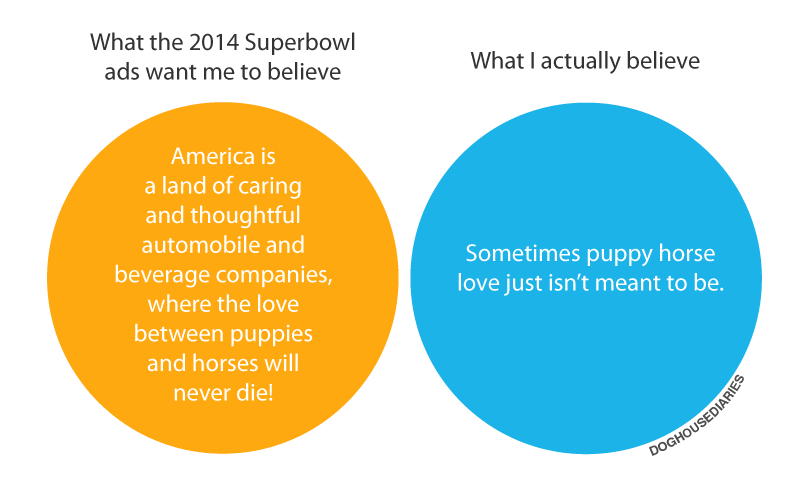 What the 2014 Superbowl
ads want me to believe
America is
a land of caring
and thoughtful
automobile and
beverage companies,
where the love
between puppies
and horses will
never die!
What I actually believe
Sometimes puppy horse
love just isn’t meant to be.
DOGHOUSEDIARIES